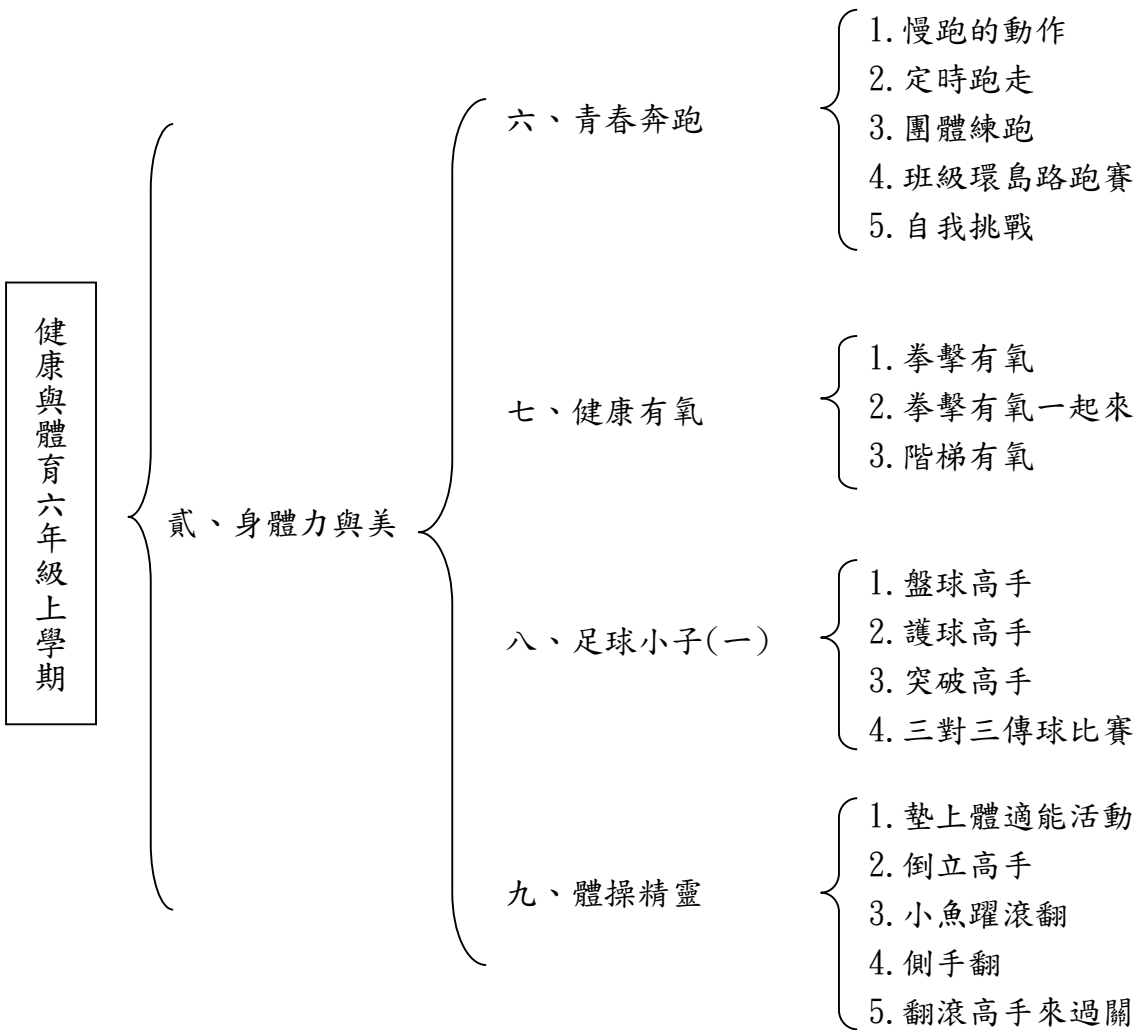 健康與體育六年級上學期
貳、身體力與美
六、青春奔跑
1.慢跑的動作
2.定時跑走
3.團體練跑
4.班級環島路跑賽
5.自我挑戰
七、健康有氧
1.拳擊有氧
2.拳擊有氧一起來
3.階梯有氧
八、足球小子(一)
1.盤球高手
2.護球高手
3.突破高手
4.三對三傳球比賽
九、體操精靈
1.墊上體適能活動
2.倒立高手
3.小魚躍滾翻
4.側手翻
5.翻滾高手來過關